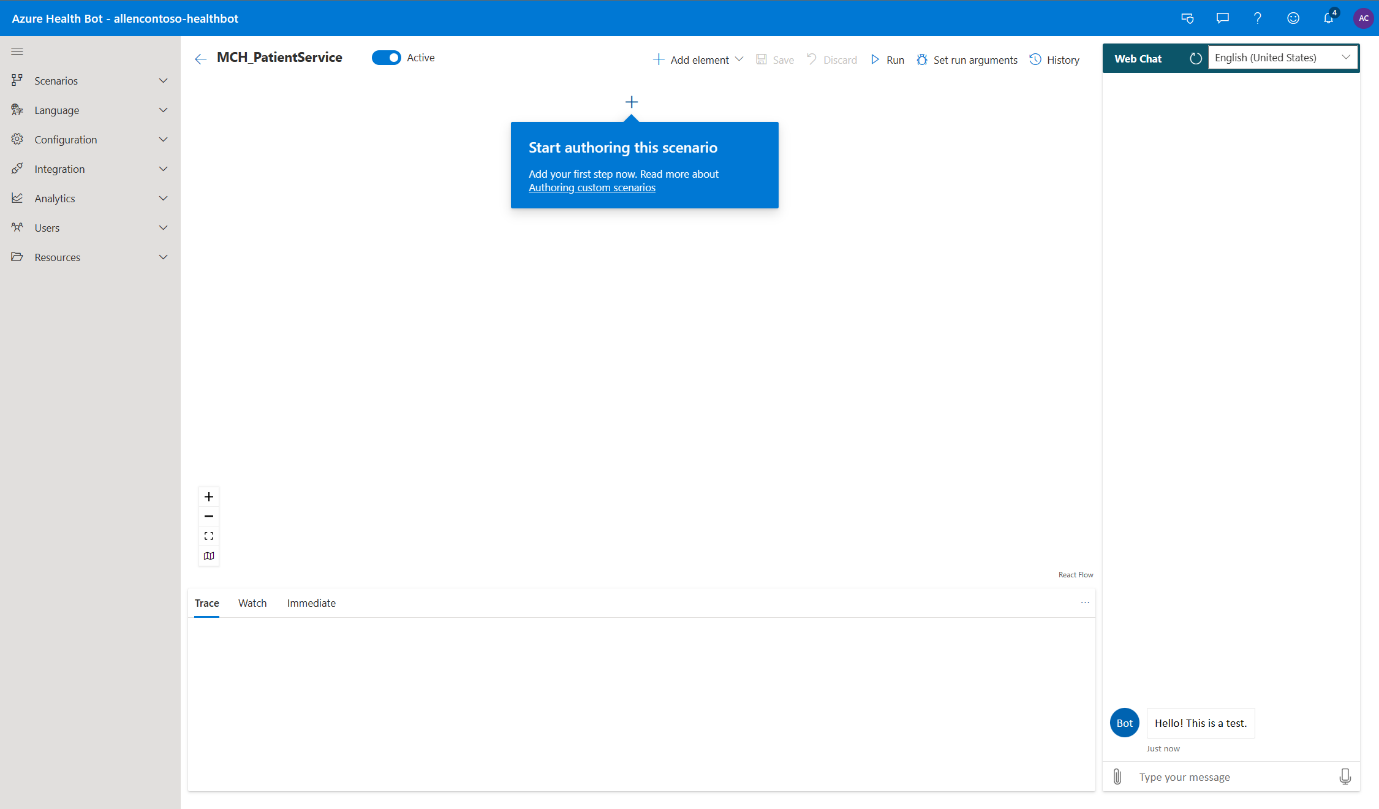 Azure Health Bot - allencontoso-healthbot
4
AC
Scenarios
Language
Configuration
Integration
Analytics
Users
Resources
MCH_PatientService
Active
Add element
Save
Discard
Run
Set run arguments
History
Start authoring this scenario
Add your first step now. Read more about
Authoring custom scenarios
React Flow
Trace
Watch
Immediate
Web Chat
English (United States)
Bot
Hello! This is a test.
Just now
Type your message